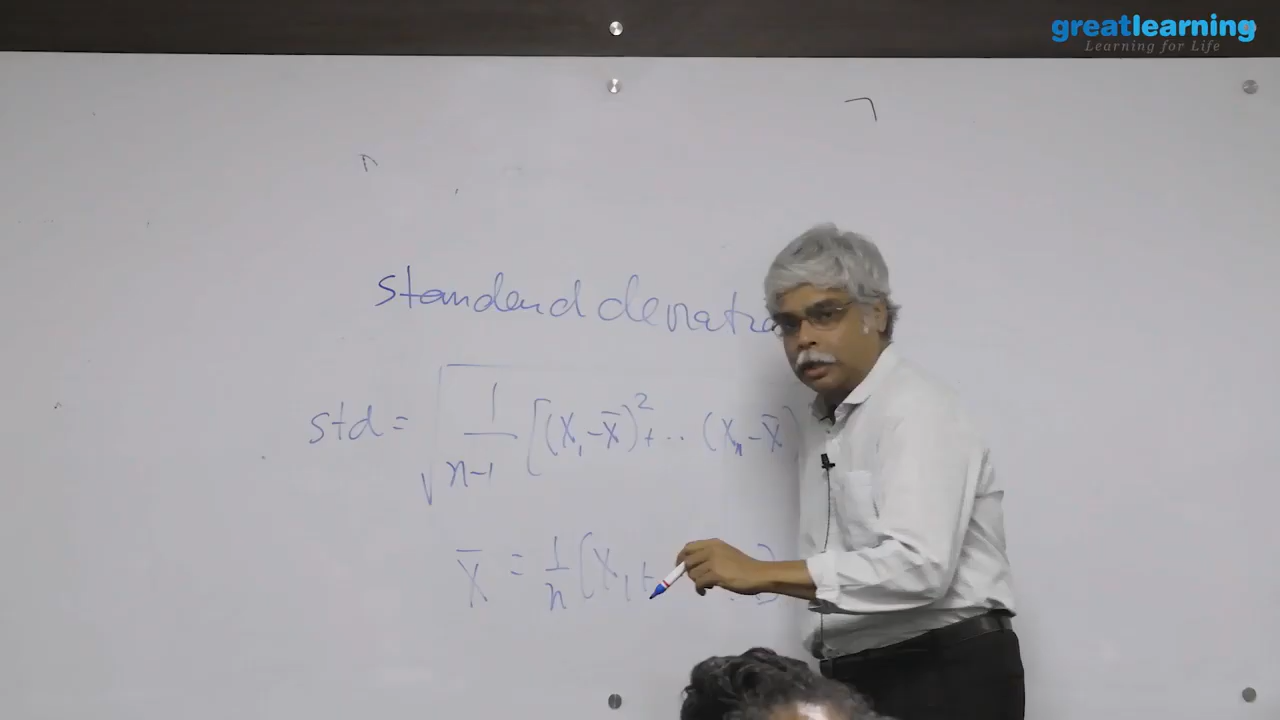 greatlearning
Learning for Life
standard deviatio
std = √ 1/n-1 [(X₁-X̄)²+.. (Xₙ-X̄)
X̄ = 1/n [X₁+